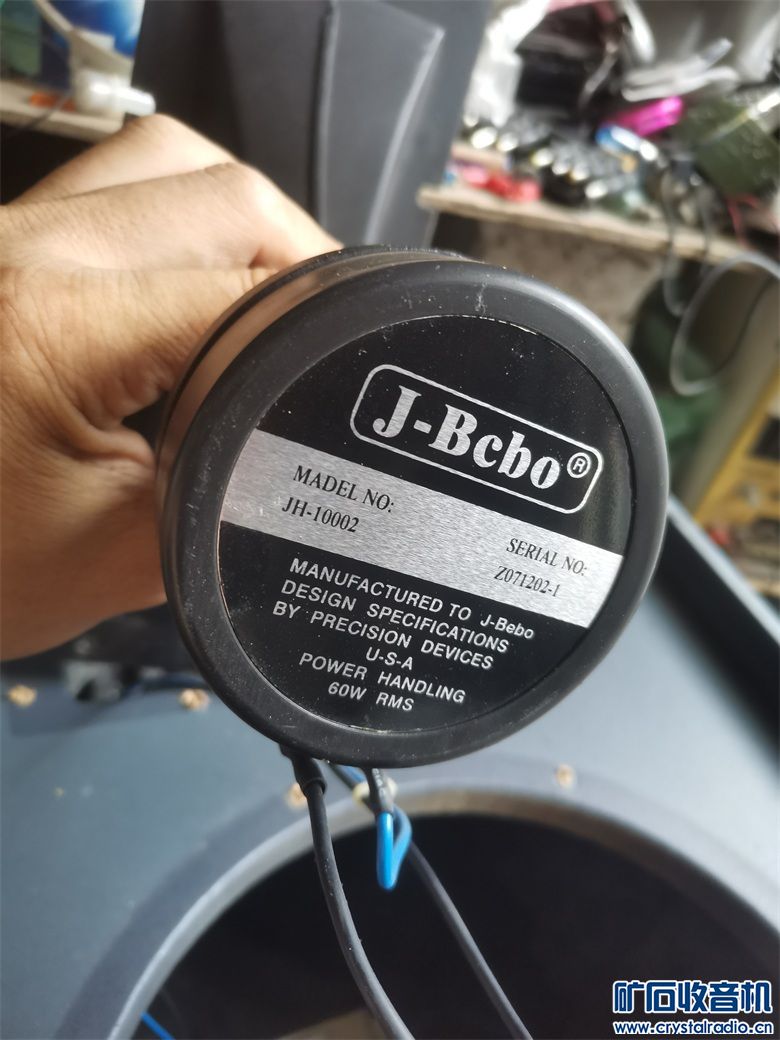 J-Bcbo®
MADEL NO:
JH-10002
SERIAL NO:
Z071202-1
MANUFACTURED TO J-Bebo
DESIGN SPECIFICATIONS
BY PRECISION DEVICES
U-S-A
POWER HANDLING
60W RMS
矿石收音机
www.crystalradio.cn